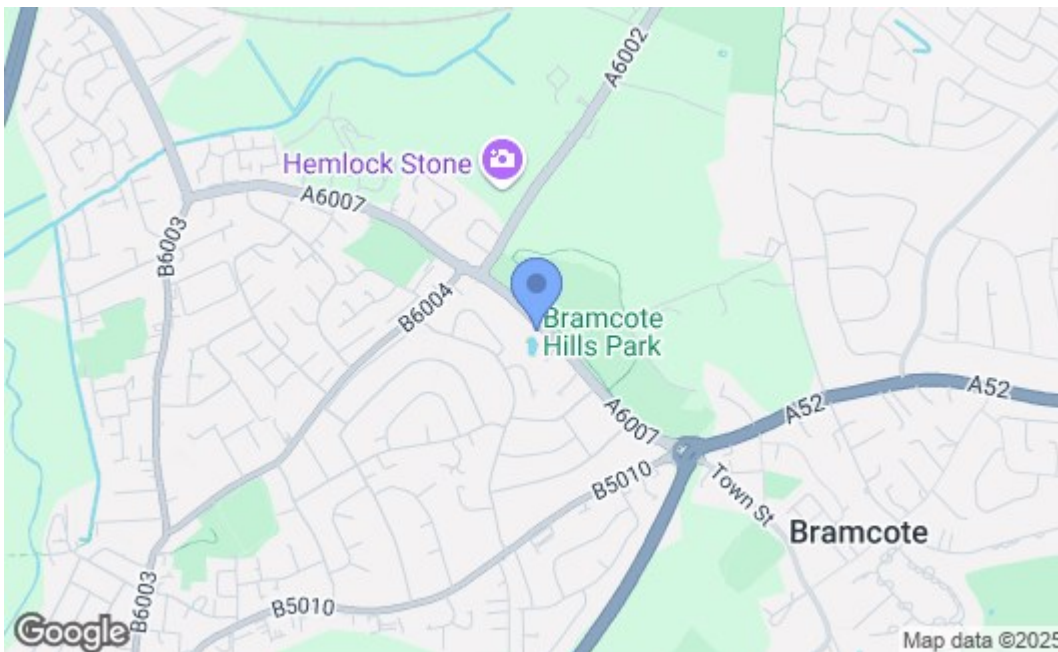 A6002
Hemlock Stone
A6007
B6003
B6004
Bramcote
Hills Park
A6007
A52
A52
B5010
Town St
Bramcote
B5010
B6003
Google
Map data ©2025